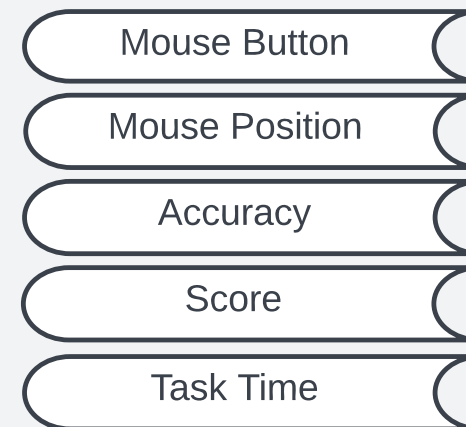 Mouse Button
Mouse Position
Accuracy
Score
Task Time